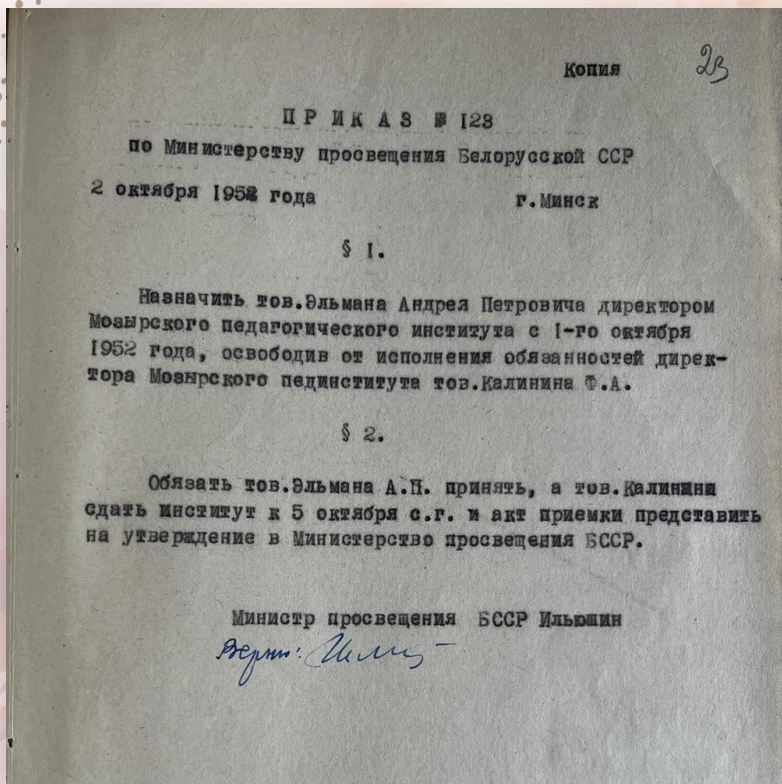 Копия
23
ПРИКАЗ № 123
по Министерству просвещения Белорусской ССР
2 октября 1952 года г.Минск
§ 1.
Назначить тов.Эльмана Андрея Петровича директором
Мозырского педагогического института с 1-го октября
1952 года, освободив от исполнения обязанностей дирек-
тора Мозырского пединститута тов.Калинина Ф.А.
§ 2.
Обязать тов.Эльмана А.П. принять, а тов.Калинини
сдать институт к 5 октября с.г. и акт приемки представить
на утверждение в Министерство просвещения БССР.
Министр просвещения БССР Ильюшин
Верно: